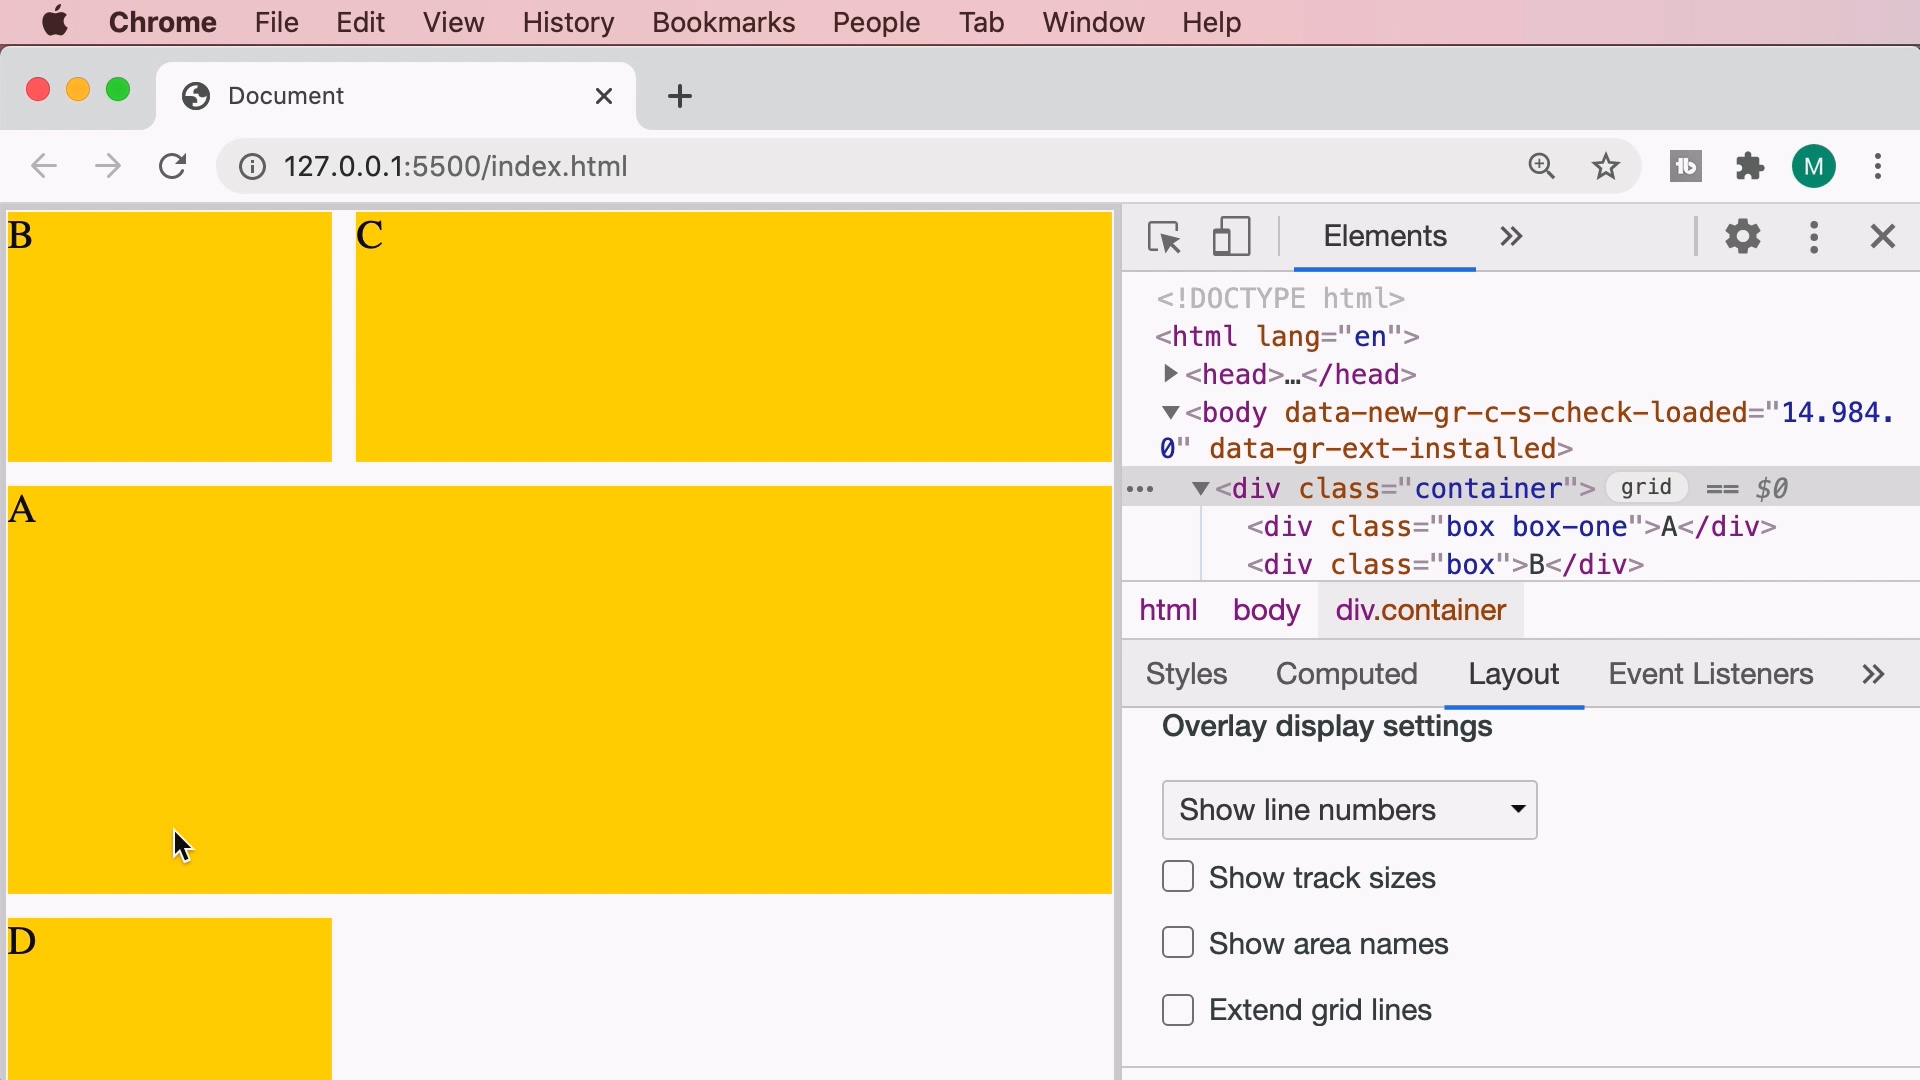 Chrome File Edit View History Bookmarks People Tab Window Help
Document
127.0.0.1:5500/index.html
M
B
C
A
D
Elements
<!DOCTYPE html>
<html lang="en">
<head>…</head>
<body data-new-gr-c-s-check-loaded="14.984.
0" data-gr-ext-installed>
<div class="container"> grid == $0
<div class="box box-one">A</div>
<div class="box">B</div>
html body div.container
Styles Computed Layout Event Listeners
Overlay display settings
Show line numbers
Show track sizes
Show area names
Extend grid lines